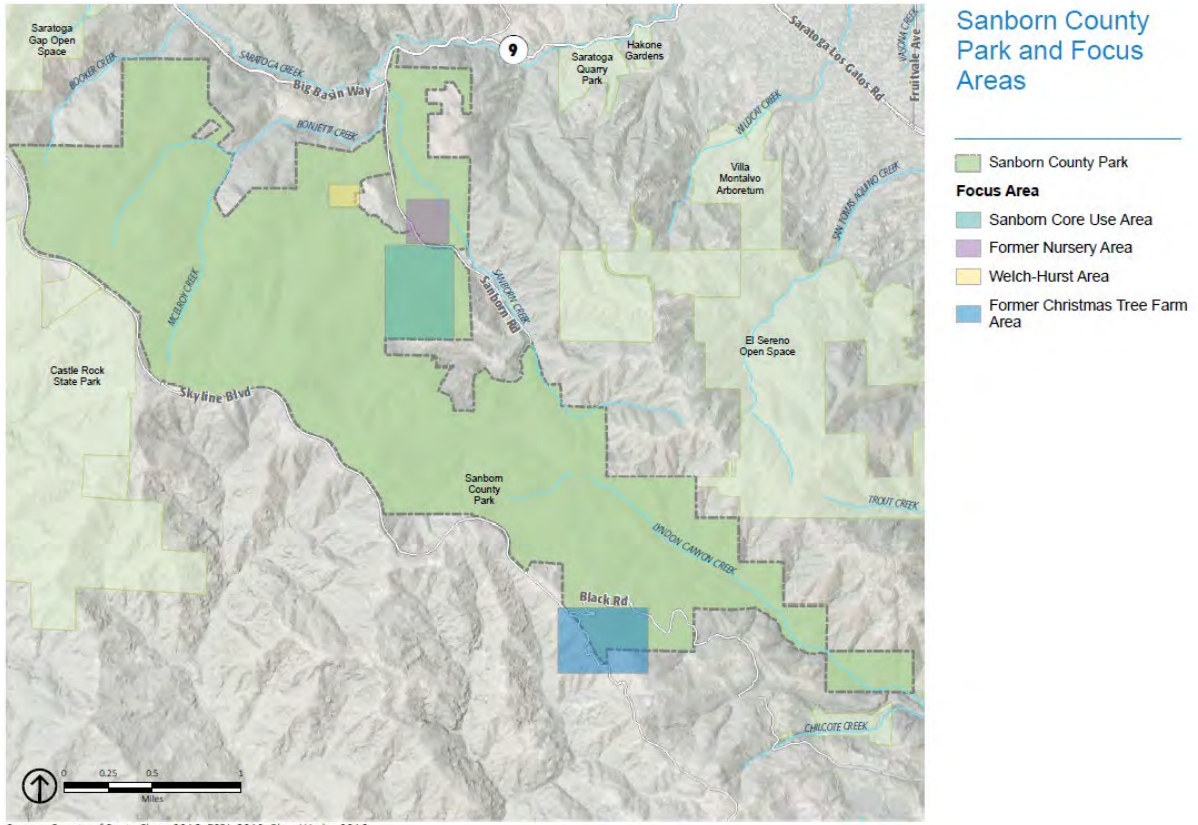 Sanborn County
Park and Focus
Areas
Sanborn County Park
Focus Area
Sanborn Core Use Area
Former Nursery Area
Welch-Hurst Area
Former Christmas Tree Farm
Area
Saratoga
Gap Open
Space
BOOKER CREEK
SARATOGA CREEK
Big Basin Way
9
Saratoga
Quarry
Park
Hakone
Gardens
Saratoga Los Gatos Rd
VASONA CREEK
Fruitvale Ave
BONJETTI CREEK
WILDCAT CREEK
Villa
Montalvo
Arboretum
SAN TOMAS AQUINO CREEK
MCELROY CREEK
SANBORN CREEK
Sanborn Rd
El Sereno
Open Space
Castle Rock
State Park
Skyline Blvd
Sanborn
County
Park
TROUT CREEK
LYNDON CANYON CREEK
Black Rd
CHILCOTE CREEK
0 0.25 0.5 1
Miles